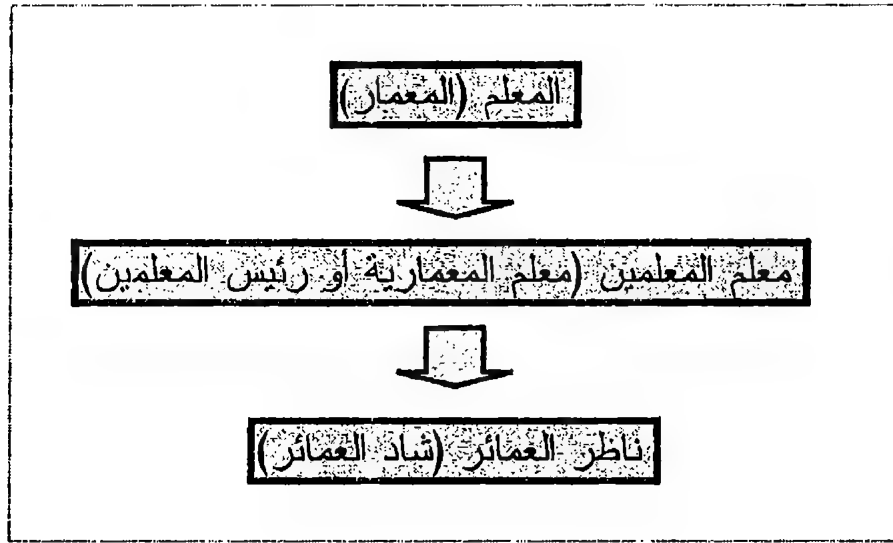 المعلم (المعمار)
معلم المعلمين (معلم المعمارية أو رئيس المعلمين)
ناظر العمائر (شاد العمائر)